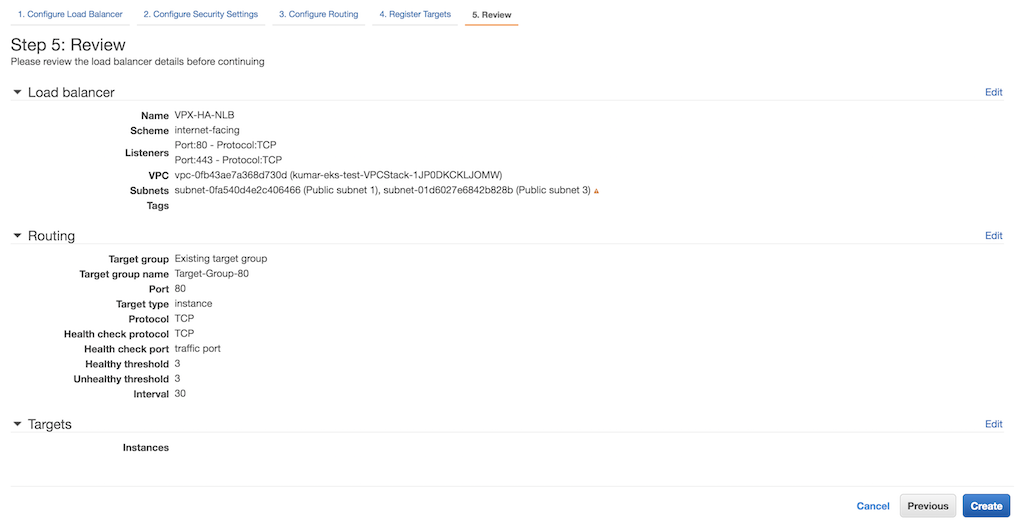 1. Configure Load Balancer 2. Configure Security Settings 3. Configure Routing 4. Register Targets 5. Review
Step 5: Review
Please review the load balancer details before continuing
Load balancer Edit
Name VPX-HA-NLB
Scheme internet-facing
Listeners Port:80 - Protocol:TCP
Port:443 - Protocol:TCP
VPC vpc-0fb43ae7a368d730d (kumar-eks-test-VPCStack-1JP0DKCKLJOMW)
Subnets subnet-0fa540d4e2c406466 (Public subnet 1), subnet-01d6027e6842b828b (Public subnet 3)
Tags
Routing Edit
Target group Existing target group
Target group name Target-Group-80
Port 80
Target type instance
Protocol TCP
Health check protocol TCP
Health check port traffic port
Healthy threshold 3
Unhealthy threshold 3
Interval 30
Targets Edit
Instances
Cancel Previous Create